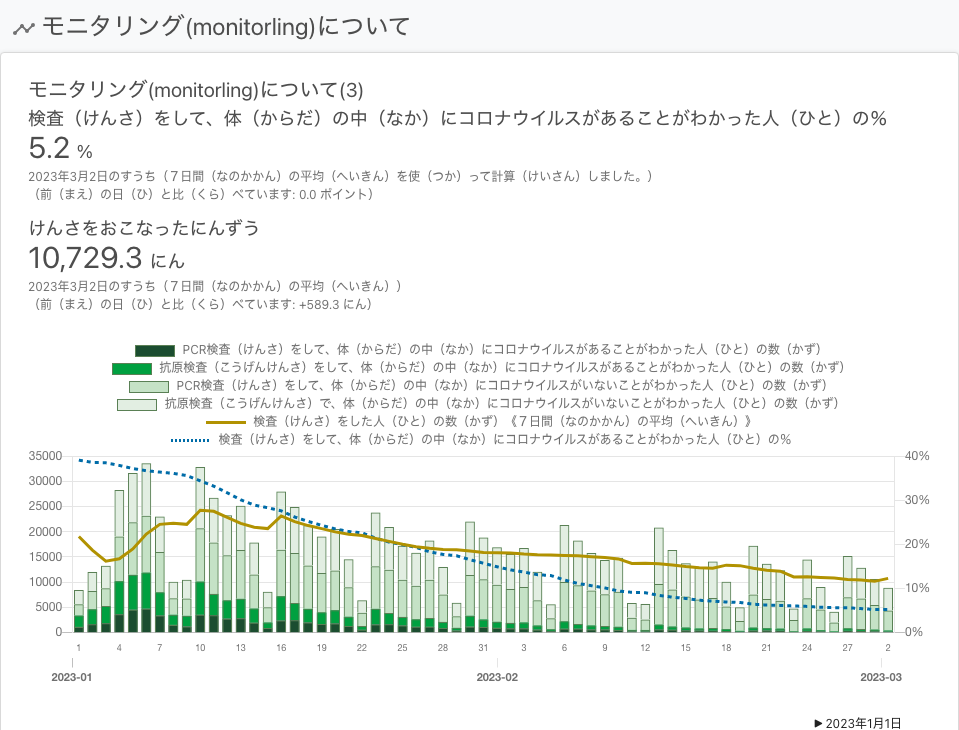 モニタリング(monitorling)について
モニタリング(monitorling)について(3)
検査（けんさ）をして、体（からだ）の中（なか）にコロナウイルスがあることがわかった人（ひと）の%
5.2 %
2023年3月2日のすうち（７日間（なのかかん）の平均（へいきん）を使（つか）って計算（けいさん）しました。）
（前（まえ）の日（ひ）と比（くら）べています: 0.0 ポイント）
けんさをおこなったにんずう
10,729.3 にん
2023年3月2日のすうち（７日間（なのかかん）の平均（へいきん））
（前（まえ）の日（ひ）と比（くら）べています: +589.3 にん）
PCR検査（けんさ）をして、体（からだ）の中（なか）にコロナウイルスがあることがわかった人（ひと）の数（かず）
抗原検査（こうげんけんさ）をして、体（からだ）の中（なか）にコロナウイルスがあることがわかった人（ひと）の数（かず）
PCR検査（けんさ）をして、体（からだ）の中（なか）にコロナウイルスがいないことがわかった人（ひと）の数（かず）
抗原検査（こうげんけんさ）で、体（からだ）の中（なか）にコロナウイルスがいないことがわかった人（ひと）の数（かず）
検査（けんさ）をした人（ひと）の数（かず）《７日間（なのかかん）の平均（へいきん）》
検査（けんさ）をして、体（からだ）の中（なか）にコロナウイルスがあることがわかった人（ひと）の%
35000 40%
30000
25000 30%
20000
15000 20%
10000 10%
5000
0 0%
1 4 7 10 13 16 19 22 25 28 31 3 6 9 12 15 18 21 24 27 2
2023-01 2023-02 2023-03
▶ 2023年1月1日